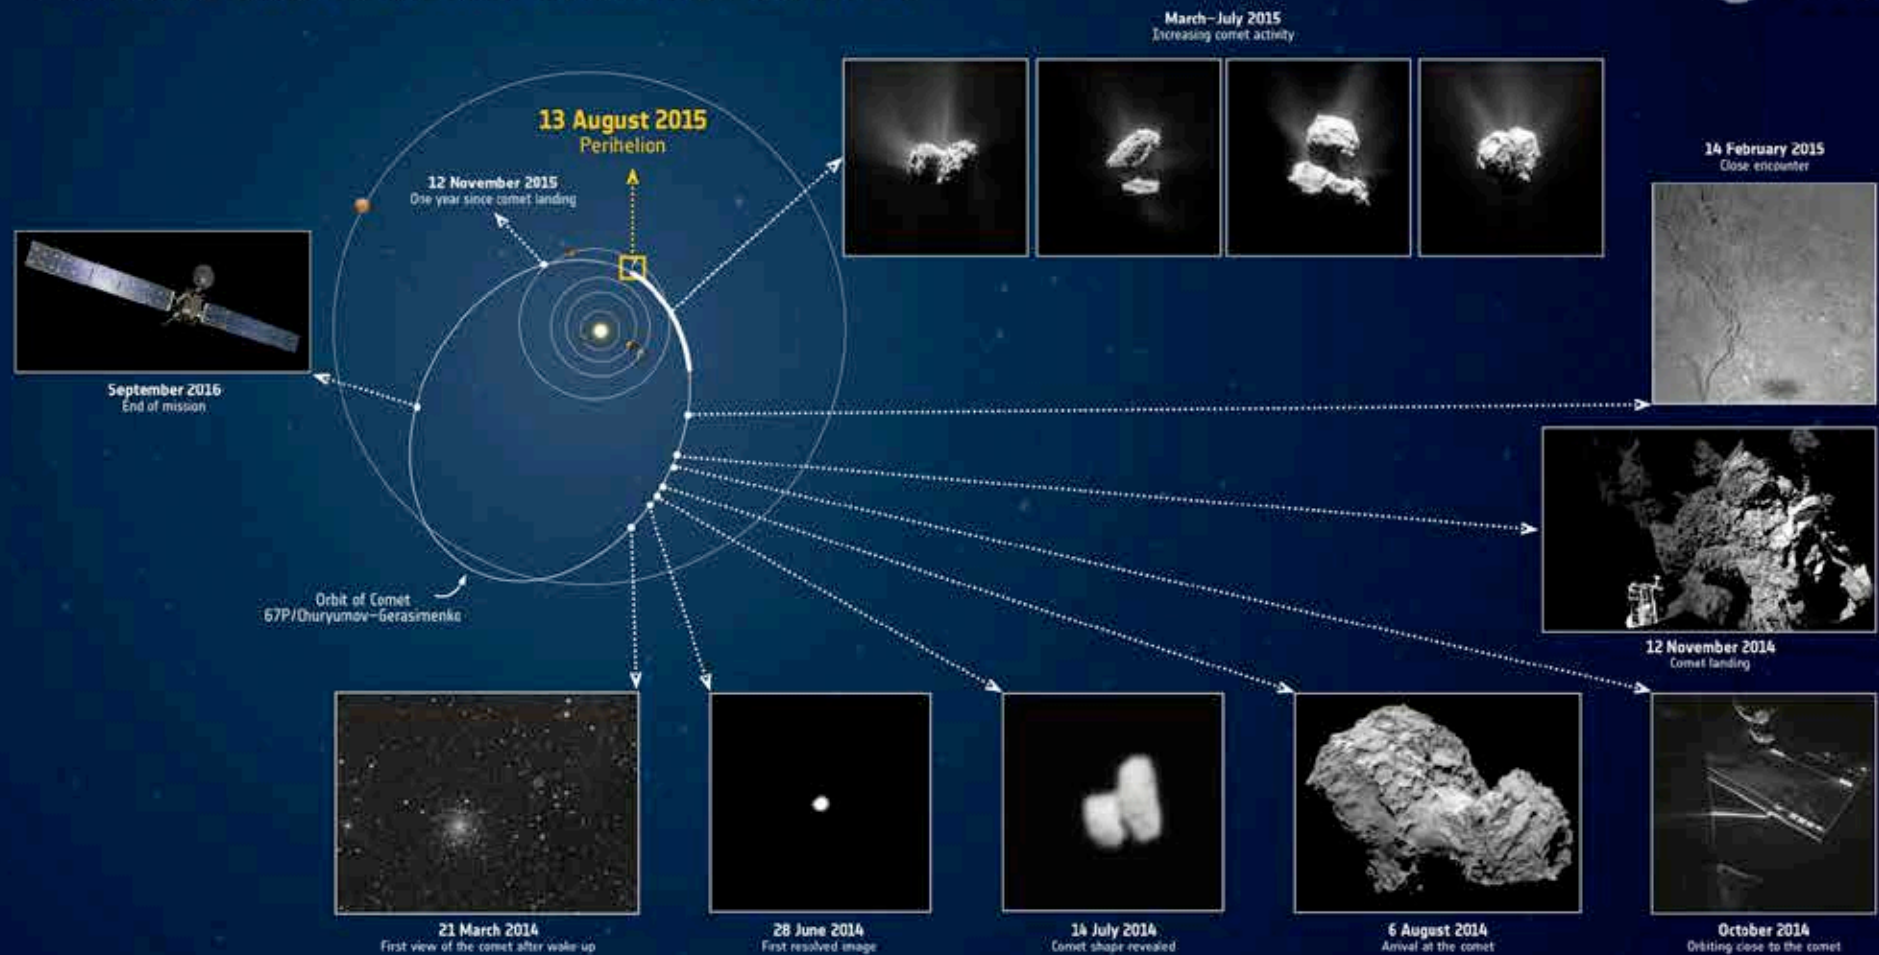 March–July 2015
Increasing comet activity
13 August 2015
Perihelion
12 November 2015
One year since comet landing
14 February 2015
Close encounter
September 2016
End of mission
Orbit of Comet
67P/Churyumov–Gerasimenko
12 November 2014
Comet landing
21 March 2014
First view of the comet after wake up
28 June 2014
First resolved image
14 July 2014
Comet shape revealed
6 August 2014
Arrival at the comet
October 2014
Orbiting close to the comet